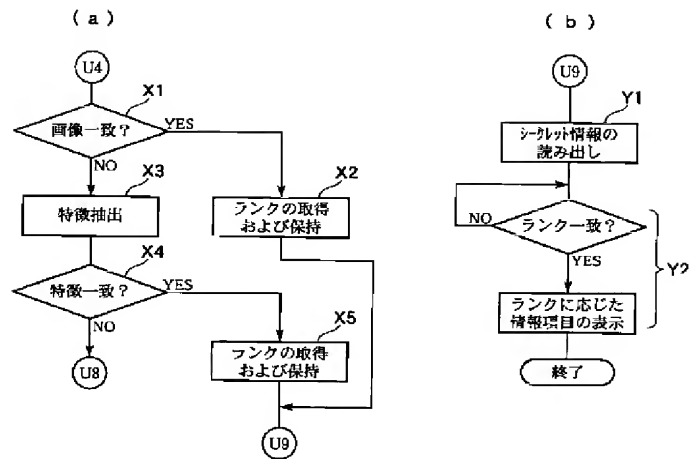 (a)
U4
X1
画像一致?
YES
NO
X3
特徴抽出
X2
ランクの取得
および保持
X4
特徴一致?
YES
NO
X5
ランクの取得
および保持
U8
U9
(b)
U9
Y1
シークレット情報の
読み出し
NO
ランク一致?
YES
Y2
ランクに応じた
情報項目の表示
終了